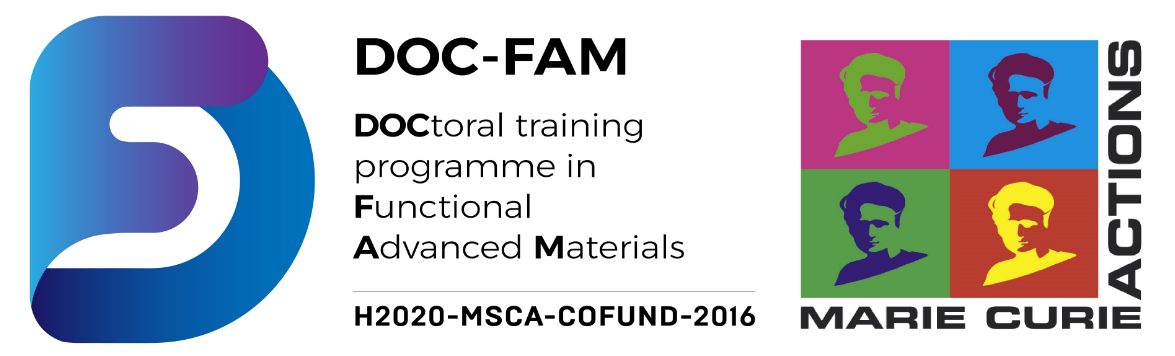 DOC-FAM
DOCtoral training
programme in
Functional
Advanced Materials
H2020-MSCA-COFUND-2016
MARIE CURIE
ACTIONS